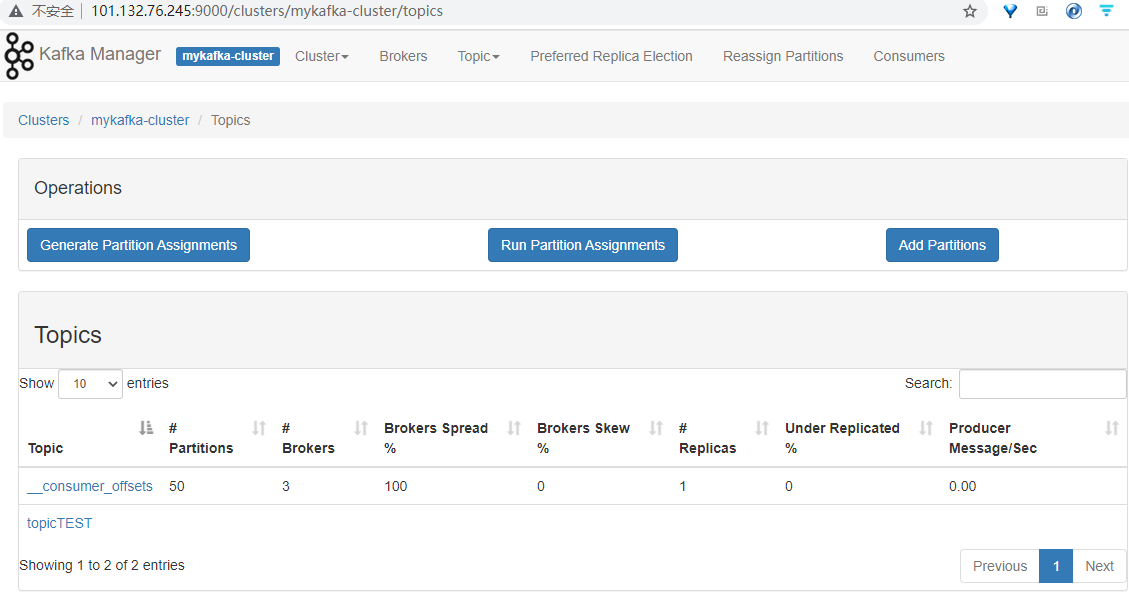 不安全 101.132.76.245:9000/clusters/mykafka-cluster/topics
Kafka Manager mykafka-cluster Cluster Brokers Topic Preferred Replica Election Reassign Partitions Consumers
Clusters / mykafka-cluster / Topics
Operations
Generate Partition Assignments Run Partition Assignments Add Partitions
Topics
Show 10 entries Search:
Topic # Partitions # Brokers Brokers Spread % Brokers Skew % # Replicas Under Replicated % Producer Message/Sec
__consumer_offsets 50 3 100 0 1 0 0.00
topicTEST
Showing 1 to 2 of 2 entries Previous 1 Next